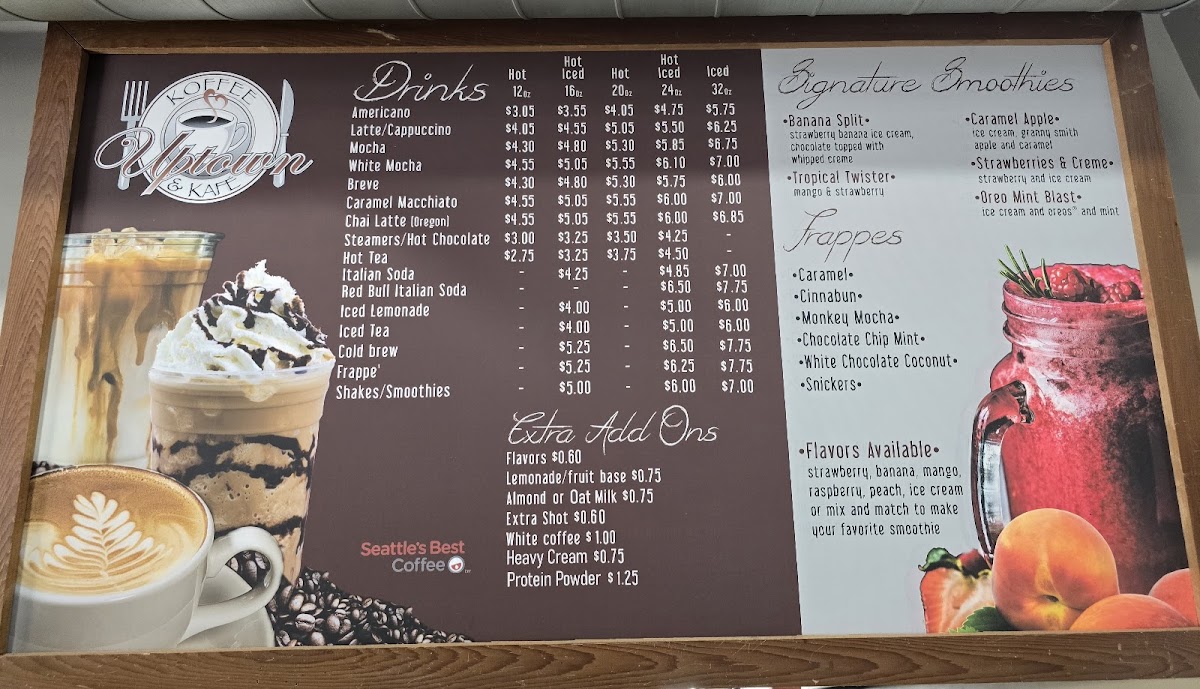 KOFFEE
Uptown
& KAFE
Drinks
Hot 12oz Hot Iced 16oz Hot 20oz Hot Iced 24oz Iced 32oz
Americano $3.05 $3.55 $4.05 $4.75 $5.75
Latte/Cappuccino $4.05 $4.55 $5.05 $5.50 $6.25
Mocha $4.30 $4.80 $5.30 $5.85 $6.75
White Mocha $4.55 $5.05 $5.55 $6.10 $7.00
Breve $4.30 $4.80 $5.30 $5.75 $6.00
Caramel Macchiato $4.55 $5.05 $5.55 $6.00 $7.00
Chai Latte (Oregon) $4.55 $5.05 $5.55 $6.00 $6.85
Steamers/Hot Chocolate $3.00 $3.25 $3.50 $4.25 -
Hot Tea $2.75 $3.25 $3.75 $4.50 -
Italian Soda - $4.25 - $4.85 $7.00
Red Bull Italian Soda - - - $6.50 $7.75
Iced Lemonade - $4.00 - $5.00 $6.00
Iced Tea - $4.00 - $5.00 $6.00
Cold brew - $5.25 - $6.50 $7.75
Frappe' - $5.25 - $6.25 $7.75
Shakes/Smoothies - $5.00 - $6.00 $7.00
Extra Add Ons
Flavors $0.60
Lemonade/fruit base $0.75
Almond or Oat Milk $0.75
Extra Shot $0.60
White coffee $1.00
Heavy Cream $0.75
Protein Powder $1.25
Seattle's Best
Coffee
Signature Smoothies
•Banana Split•
strawberry banana ice cream,
chocolate topped with
whipped creme
•Tropical Twister•
mango & strawberry
•Caramel Apple•
ice cream, granny smith
apple and caramel
•Strawberries & Creme•
strawberry and ice cream
•Oreo Mint Blast•
ice cream and oreos® and mint
Frappes
•Caramel•
•Cinnabun•
•Monkey Mocha•
•Chocolate Chip Mint•
•White Chocolate Coconut•
•Snickers•
•Flavors Available•
strawberry, banana, mango,
raspberry, peach, ice cream
or mix and match to make
your favorite smoothie